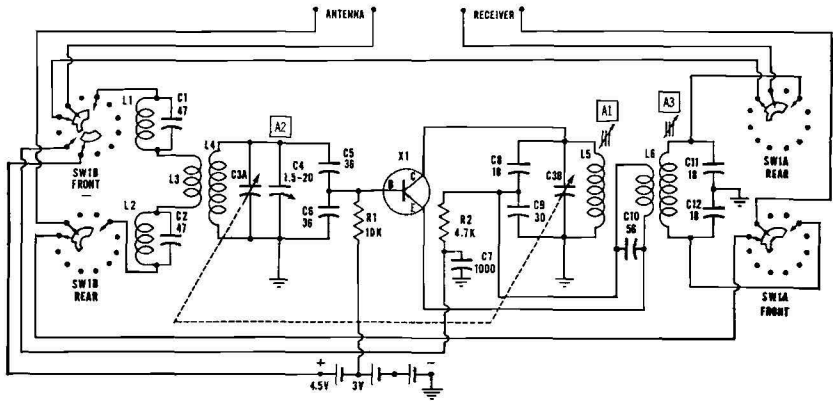 ANTENNA
RECEIVER
L1
C1
47
L4
A2
C5
36
X1
A1
A3
C4
1.5-20
C3A
B
C
C8
18
C3B
L5
L6
C11
18
SW1A
REAR
SW1B
FRONT
L3
C6
36
R1
10K
R2
4.7K
C9
30
C10
56
C12
18
L2
C2
47
C7
1000
SW1B
REAR
SW1A
FRONT
+
-
4.5V
3V